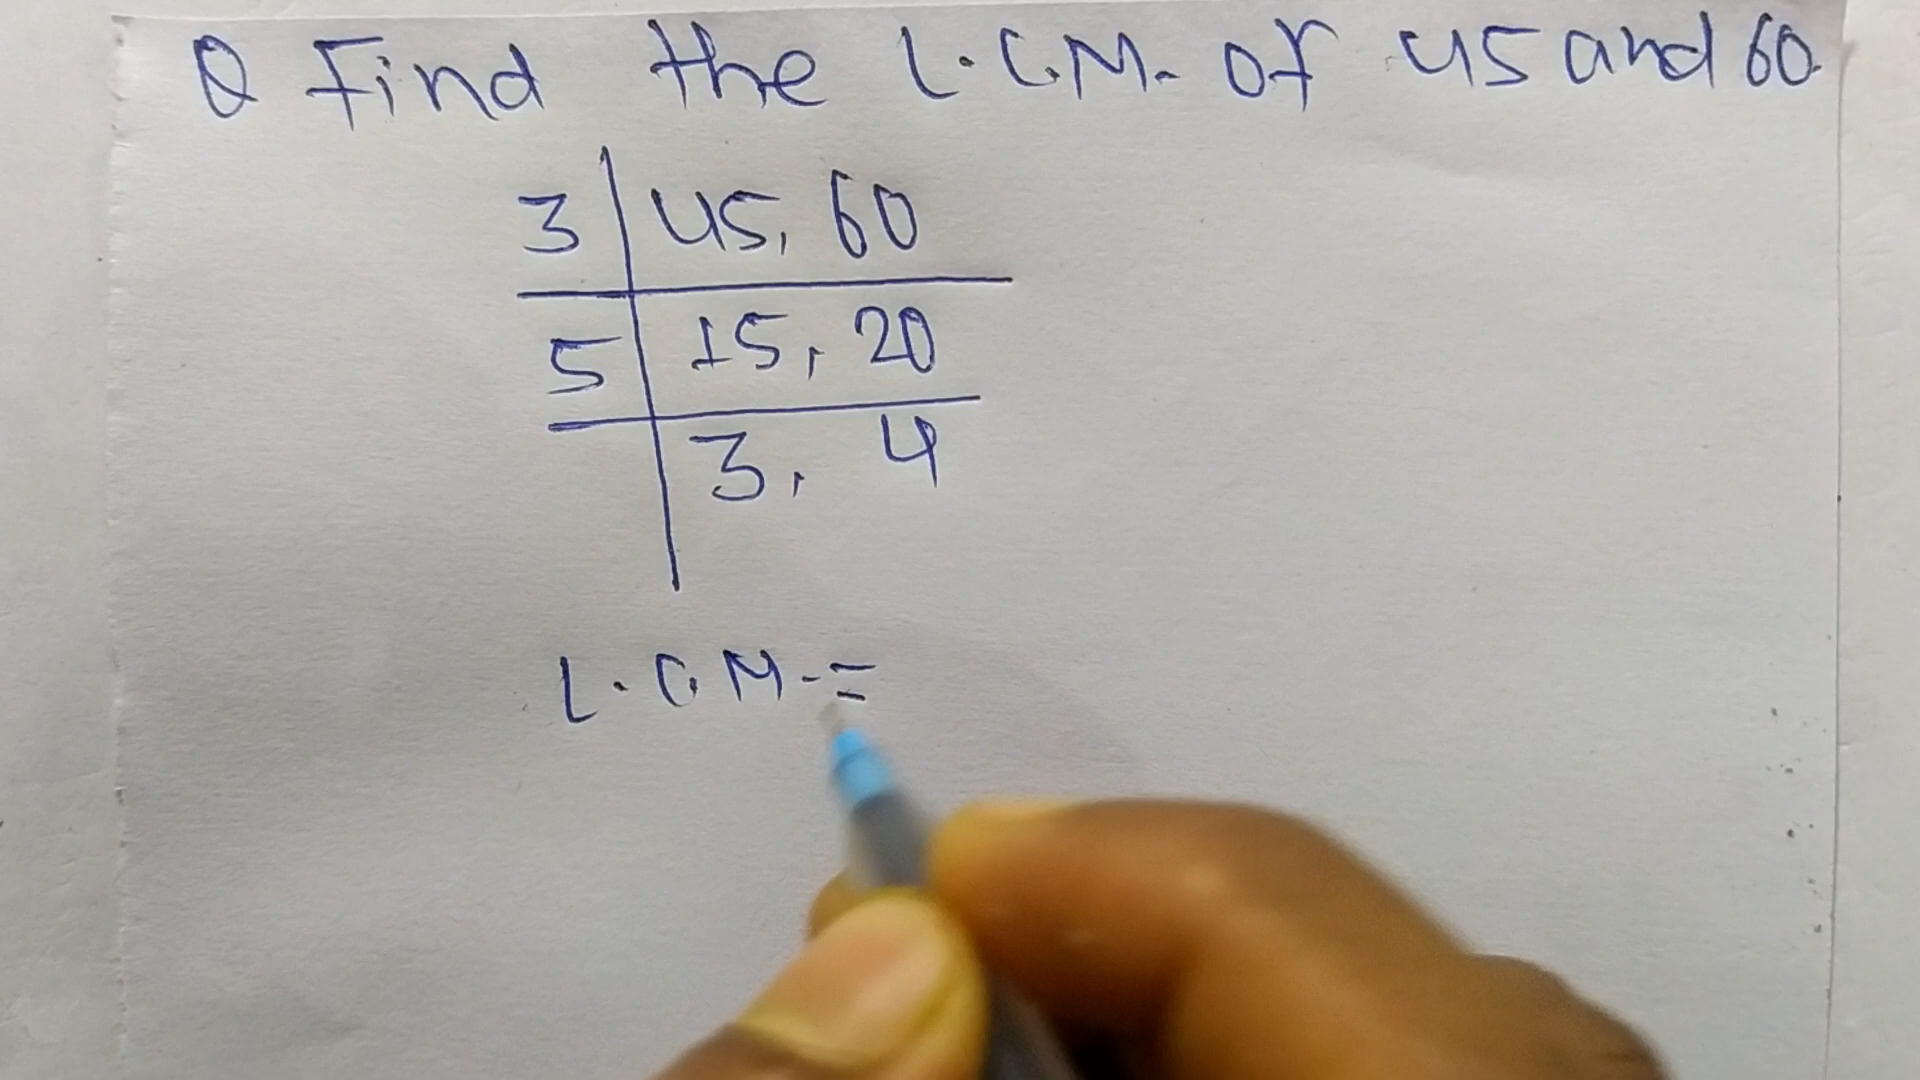 Q Find the L.C.M. of 45 and 60.
3 | 45, 60
5 | 15, 20
3, 4
L.C.M. =